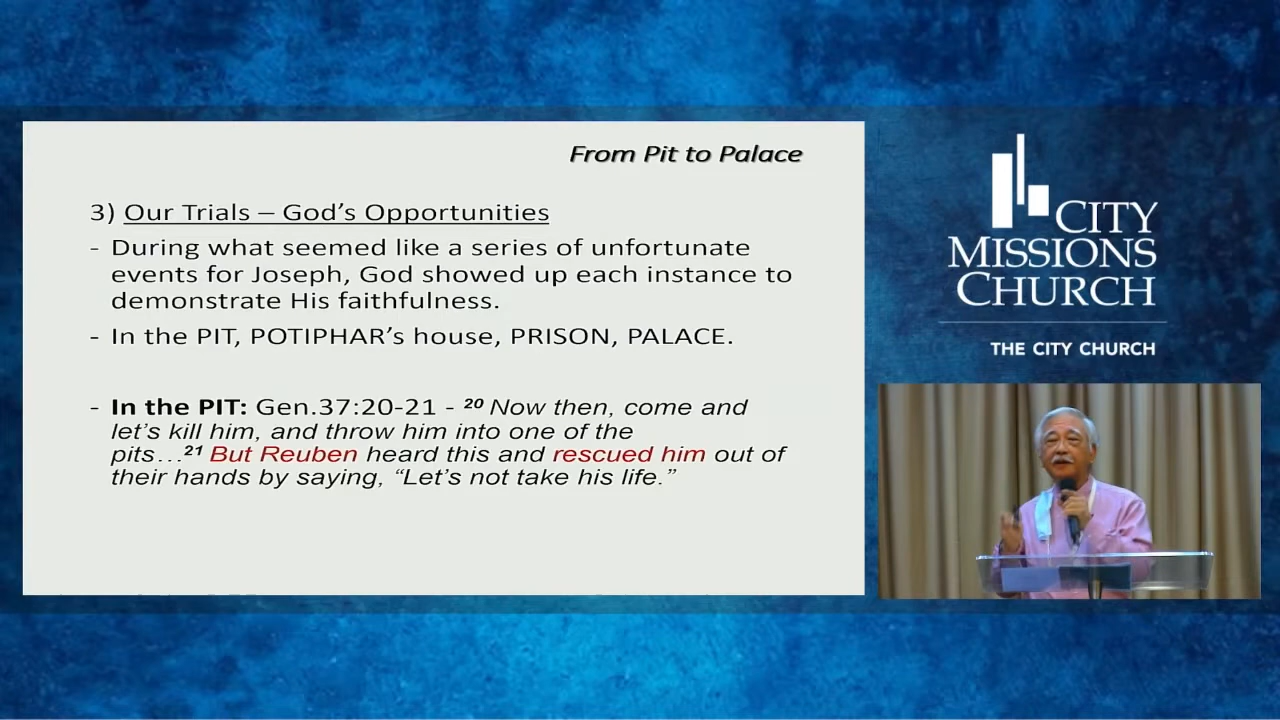 From Pit to Palace
3) Our Trials – God’s Opportunities
- During what seemed like a series of unfortunate
events for Joseph, God showed up each instance to
demonstrate His faithfulness.
- In the PIT, POTIPHAR’s house, PRISON, PALACE.
- In the PIT: Gen.37:20-21 - 20 Now then, come and
let’s kill him, and throw him into one of the
pits…21 But Reuben heard this and rescued him out of
their hands by saying, “Let’s not take his life.”
CITY
MISSIONS
CHURCH
THE CITY CHURCH